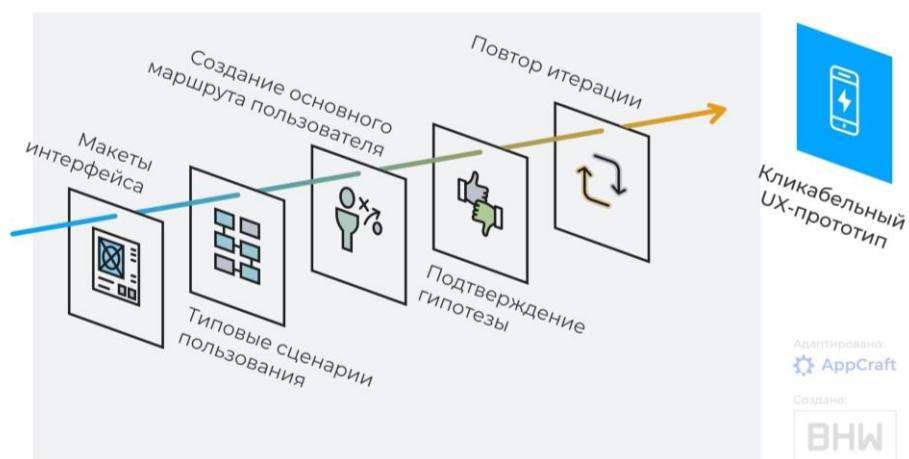 Макеты
интерфейса
Типовые сценарии
пользования
Создание основного
маршрута пользователя
Подтверждение
гипотезы
Повтор итерации
Кликабельный
UX-прототип
Адаптировано:
AppCraft
Создано:
BHW